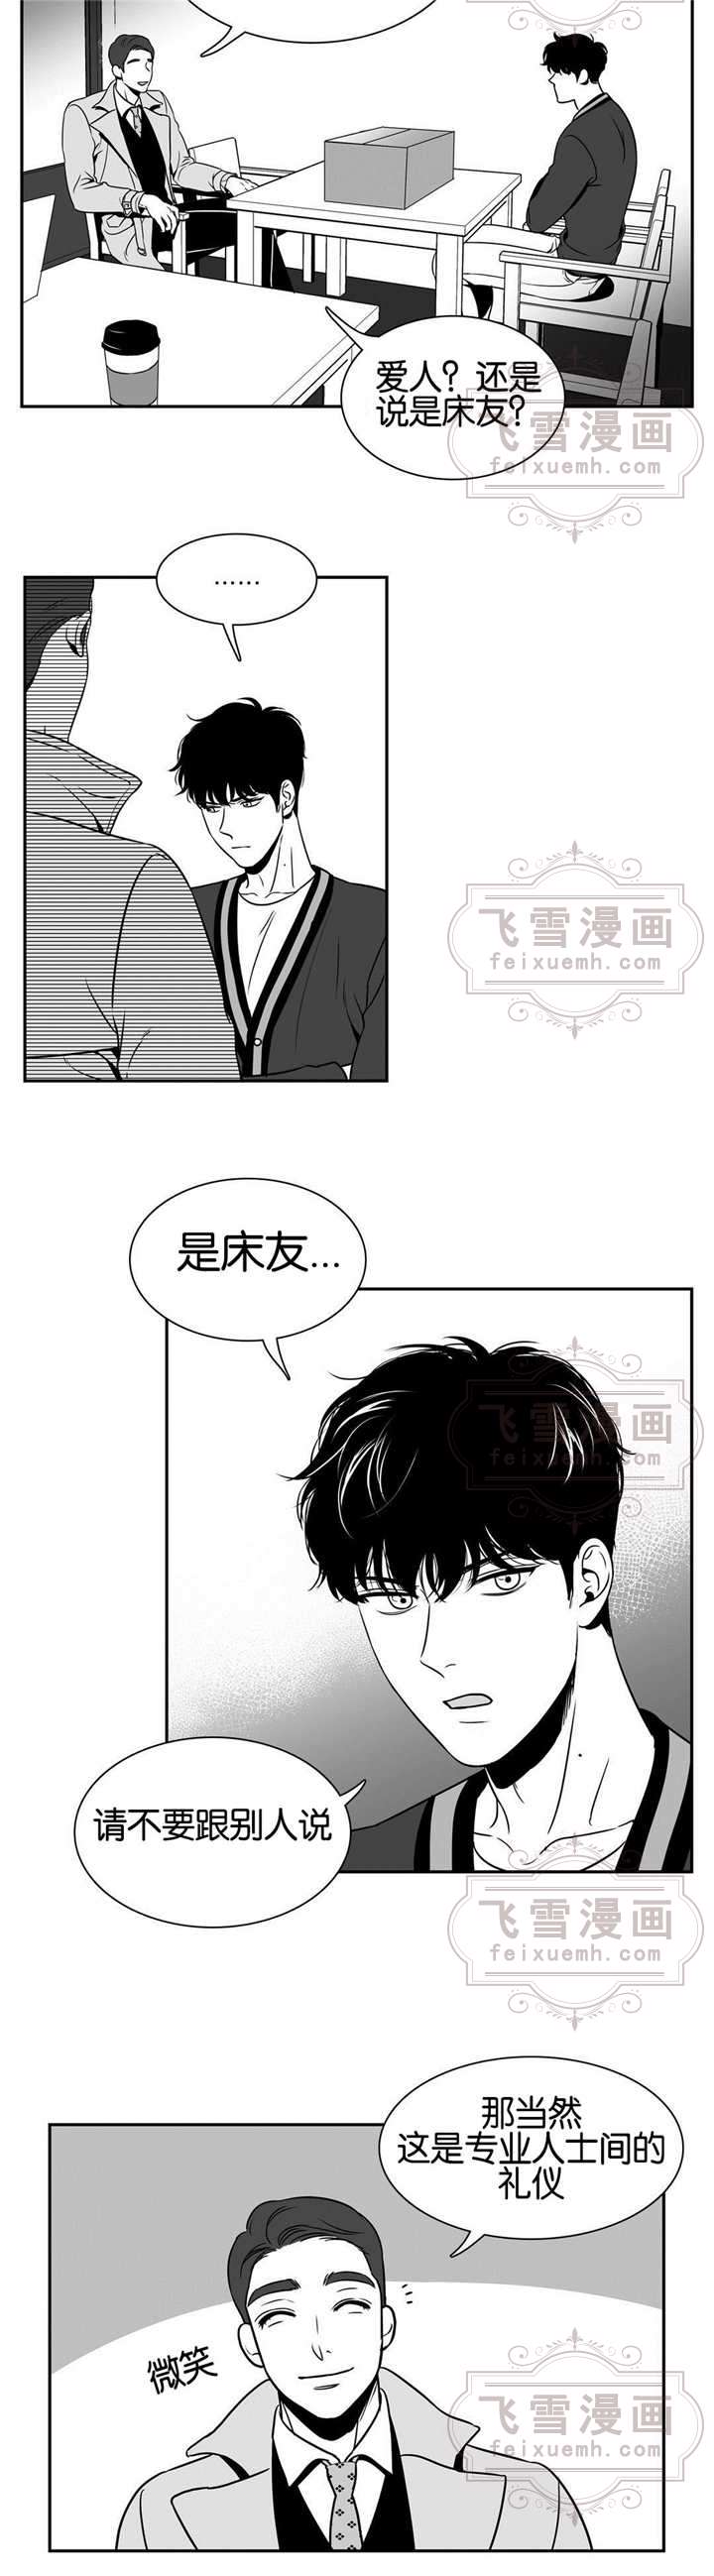 爱人？还是
说是床友？
飞雪漫画
feixuemh.com
……
飞雪漫画
feixuemh.com
是床友...
飞雪漫画
feixuemh.com
请不要跟别人说
飞雪漫画
feixuemh.com
那当然
这是专业人士间的
礼仪
微笑
飞雪漫画
feixuemh.com